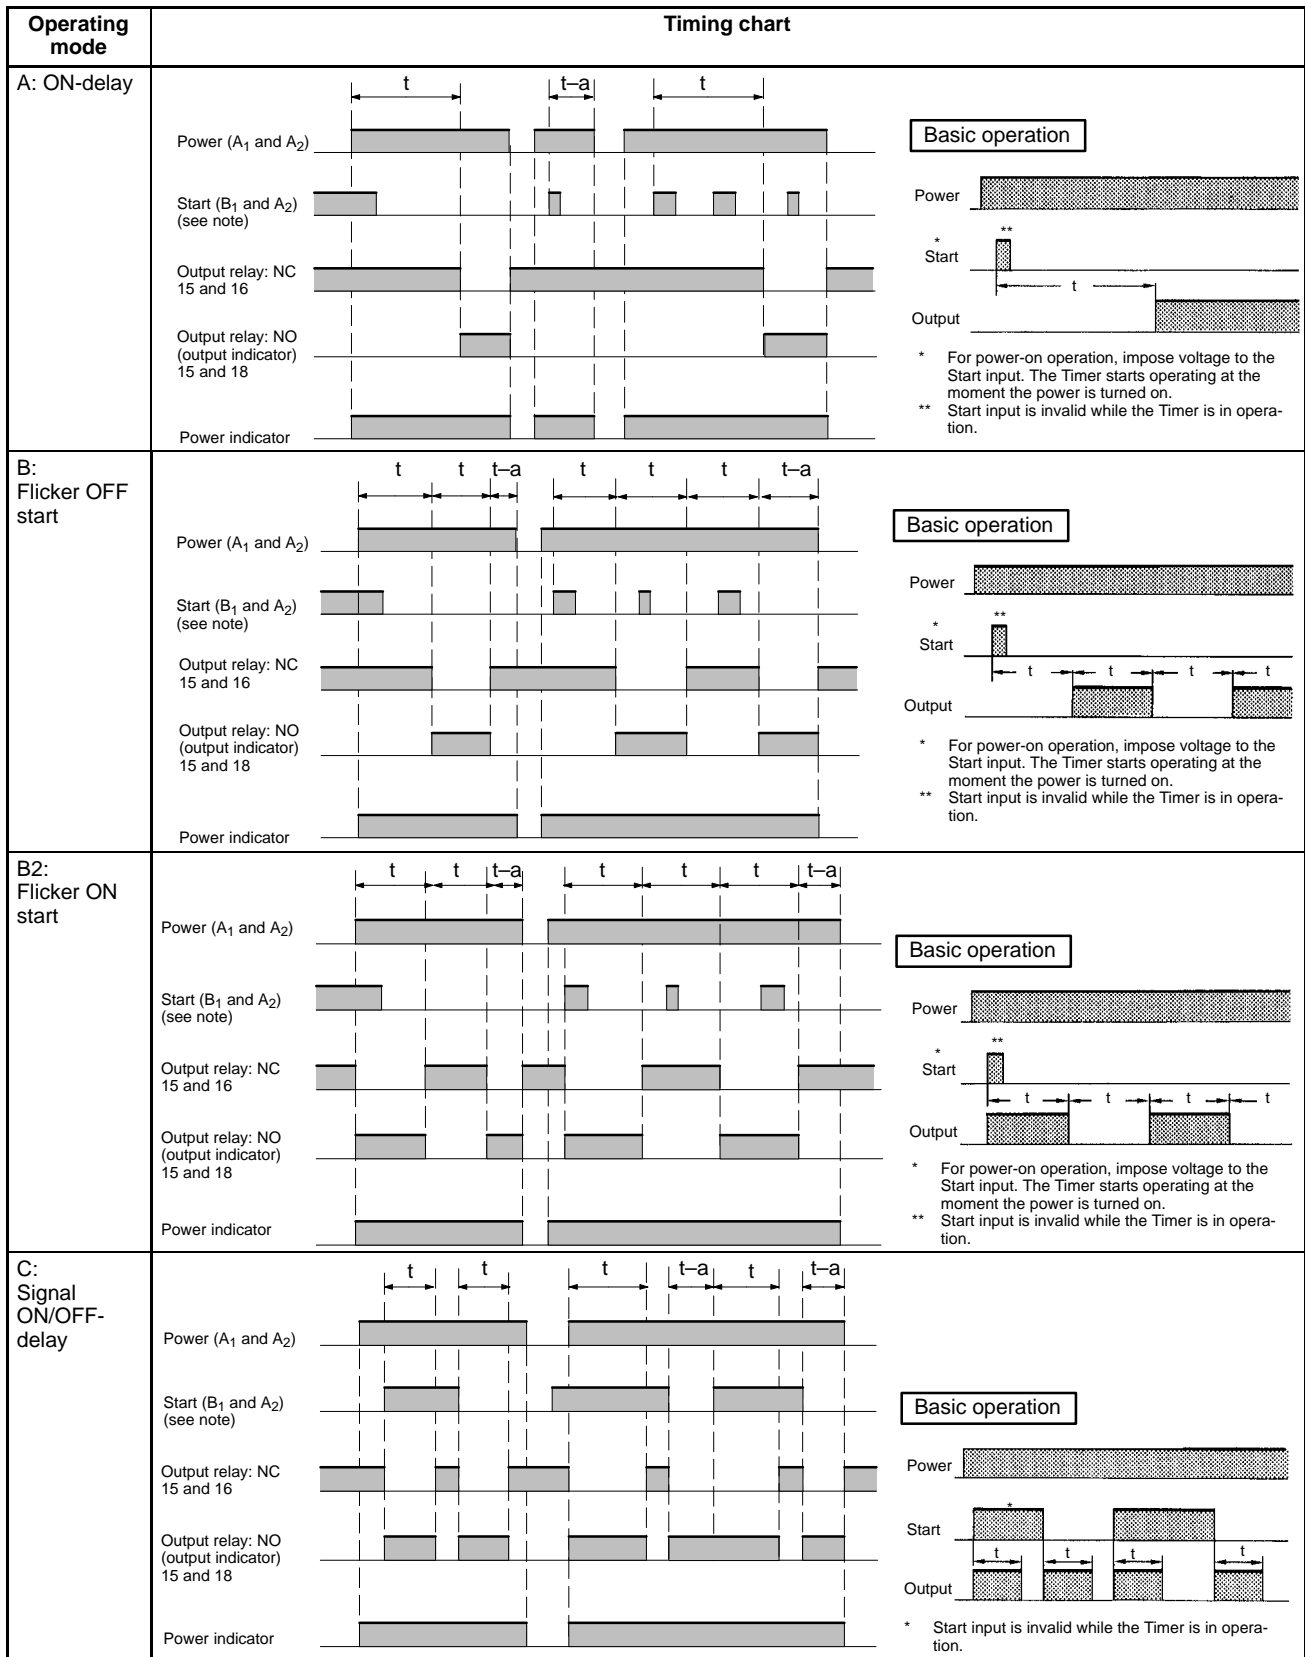 Operating
mode
Timing chart
A: ON-delay
t
t–a
t
Power (A1 and A2)
Start (B1 and A2)
(see note)
Output relay: NC
15 and 16
Output relay: NO
(output indicator)
15 and 18
Power indicator
Basic operation
Power
*
**
Start
t
Output
* For power-on operation, impose voltage to the
Start input. The Timer starts operating at the
moment the power is turned on.
** Start input is invalid while the Timer is in opera-
tion.
B:
Flicker OFF
start
t t t–a t t t t–a
Power (A1 and A2)
Start (B1 and A2)
(see note)
Output relay: NC
15 and 16
Output relay: NO
(output indicator)
15 and 18
Power indicator
Basic operation
Power
*
**
Start
t t t t
Output
* For power-on operation, impose voltage to the
Start input. The Timer starts operating at the
moment the power is turned on.
** Start input is invalid while the Timer is in opera-
tion.
B2:
Flicker ON
start
t t t–a t t t t–a
Power (A1 and A2)
Start (B1 and A2)
(see note)
Output relay: NC
15 and 16
Output relay: NO
(output indicator)
15 and 18
Power indicator
Basic operation
Power
*
**
Start
t t t t
Output
* For power-on operation, impose voltage to the
Start input. The Timer starts operating at the
moment the power is turned on.
** Start input is invalid while the Timer is in opera-
tion.
C:
Signal
ON/OFF-
delay
t t t t–a t t–a
Power (A1 and A2)
Start (B1 and A2)
(see note)
Output relay: NC
15 and 16
Output relay: NO
(output indicator)
15 and 18
Power indicator
Basic operation
Power
*
Start
t t t t
Output
* Start input is invalid while the Timer is in opera-
tion.